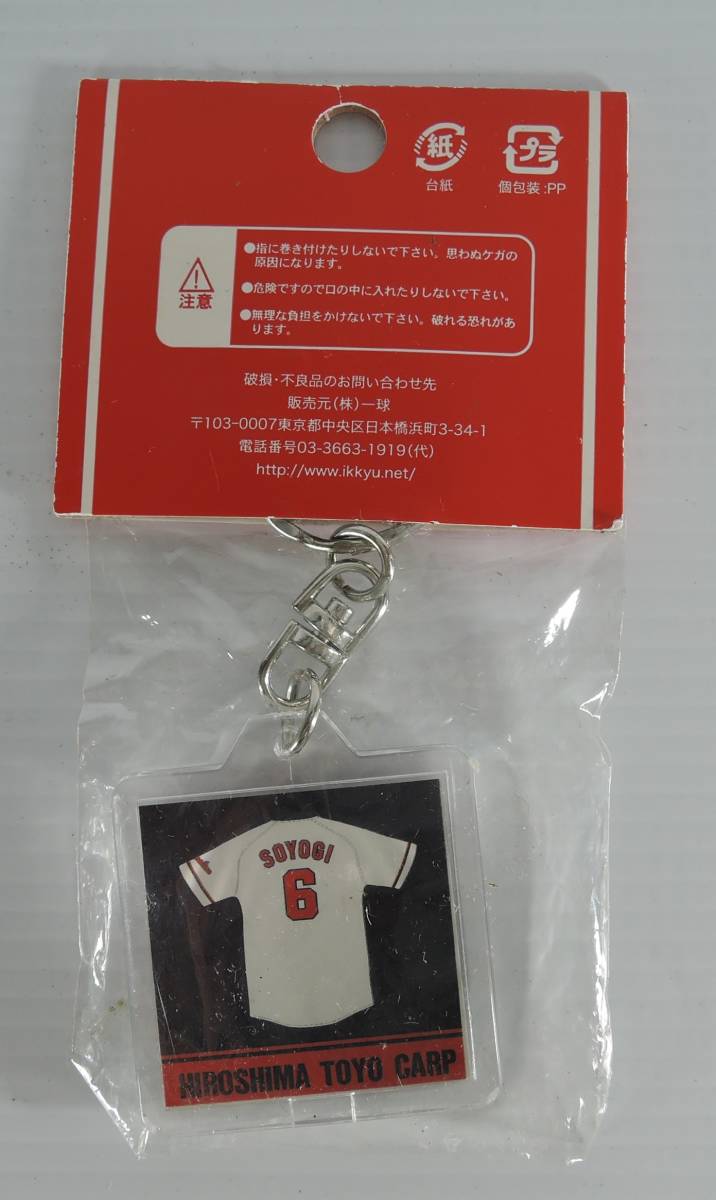 紙
プラ
台紙
個包装:PP
注意
●指に巻き付けたりしないで下さい。思わぬケガの
原因になります。
●危険ですので口の中に入れたりしないで下さい。
●無理な負担をかけないで下さい。破れる恐れがあ
ります。
破損・不良品のお問い合わせ先
販売元(株)一球
〒103-0007東京都中央区日本橋浜町3-34-1
電話番号03-3663-1919(代)
http://www.ikkyu.net/
SOYOGI
6
HIROSHIMA TOYO CARP